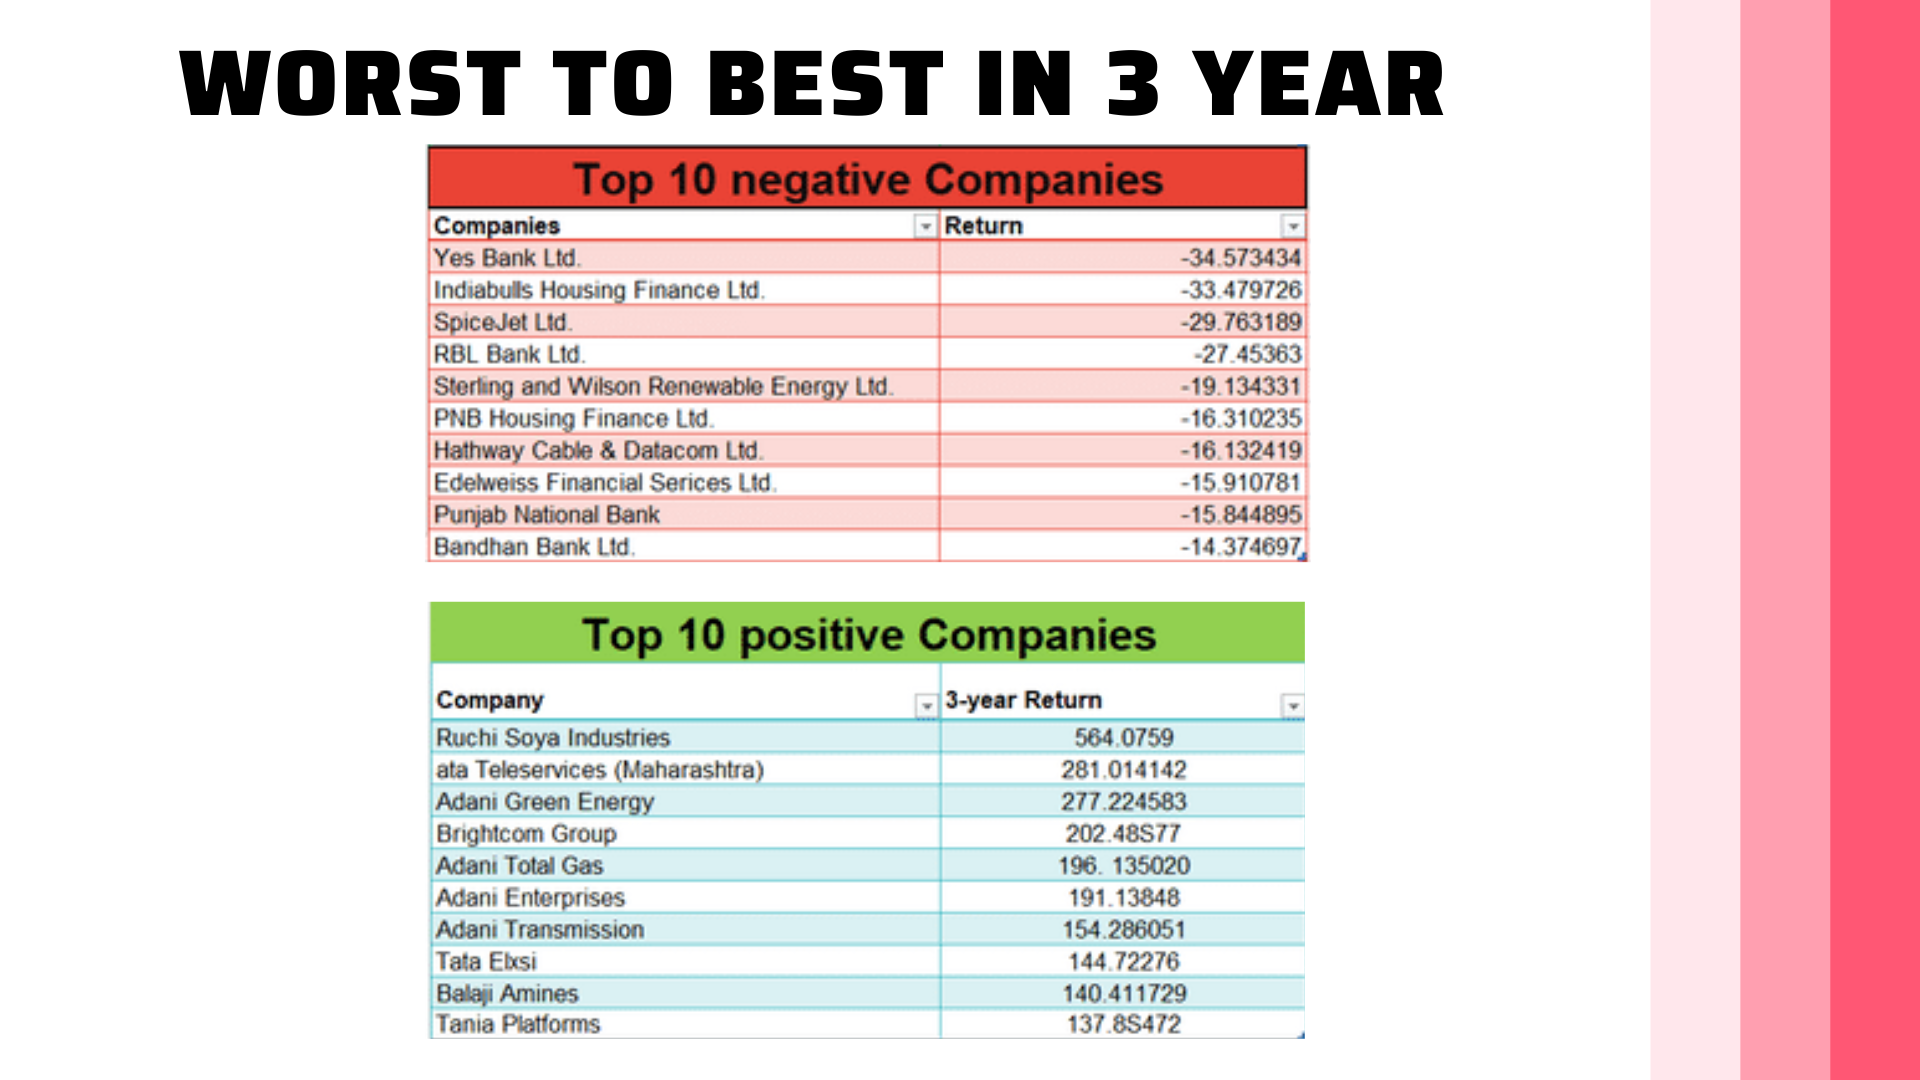 WORST TO BEST IN 3 YEAR
Top 10 negative Companies
Companies Return
Yes Bank Ltd. -34.573434
Indiabulls Housing Finance Ltd. -33.479726
SpiceJet Ltd. -29.763189
RBL Bank Ltd. -27.45363
Sterling and Wilson Renewable Energy Ltd. -19.134331
PNB Housing Finance Ltd. -16.310235
Hathway Cable & Datacom Ltd. -16.132419
Edelweiss Financial Serices Ltd. -15.910781
Punjab National Bank -15.844895
Bandhan Bank Ltd. -14.374697
Top 10 positive Companies
Company 3-year Return
Ruchi Soya Industries 564.0759
ata Teleservices (Maharashtra) 281.014142
Adani Green Energy 277.224583
Brightcom Group 202.48S77
Adani Total Gas 196. 135020
Adani Enterprises 191.13848
Adani Transmission 154.286051
Tata Elxsi 144.72276
Balaji Amines 140.411729
Tania Platforms 137.8S472